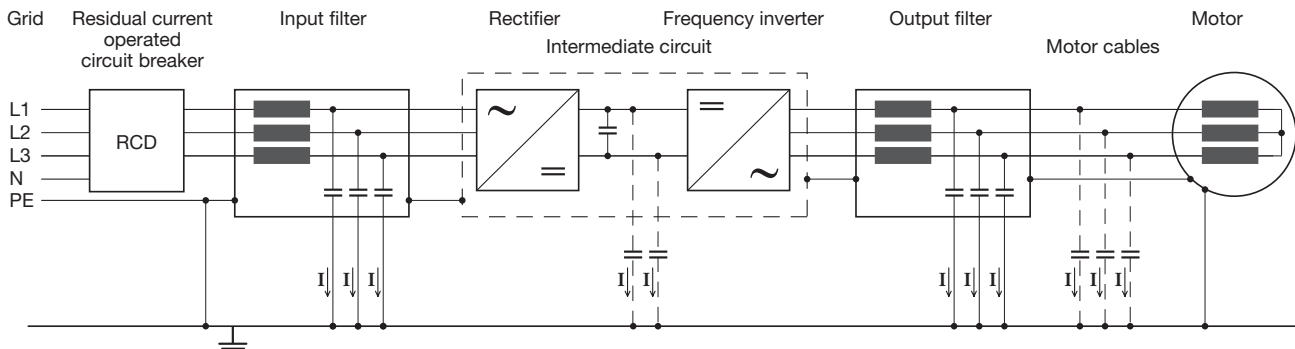 Grid
Residual current
operated
circuit breaker
Input filter
Rectifier
Frequency inverter
Output filter
Motor
Intermediate circuit
Motor cables
L1
L2
L3
N
PE
RCD
I I I
I I
I I I
I I I